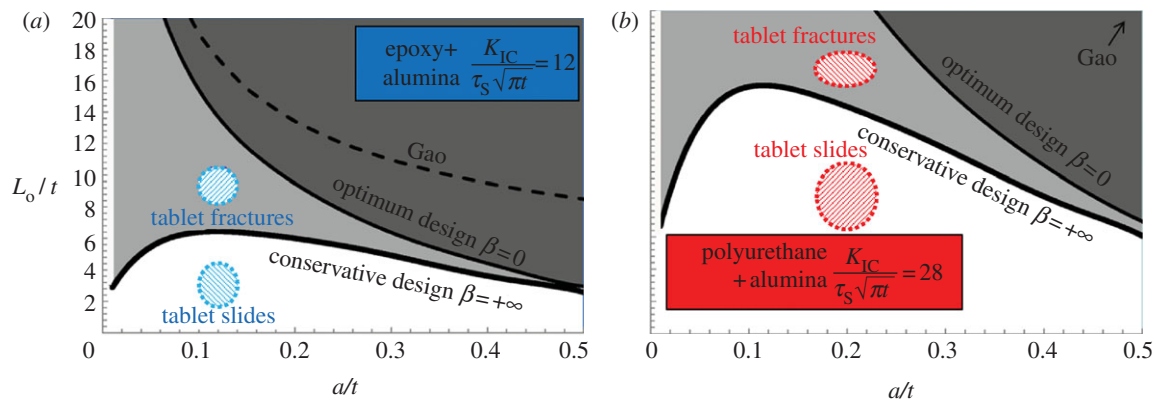 (a)
20
18
16
14
12
10
8
6
4
2
0
0.1
0.2
0.3
0.4
0.5
L_o/t
a/t
epoxy+
alumina K_IC/τ_S√πt = 12
Gao
optimum design β=0
tablet fractures
conservative design β=+∞
tablet slides
(b)
tablet fractures
Gao
optimum design β=0
tablet slides
conservative design β=+∞
polyurethane
+ alumina K_IC/τ_S√πt = 28
0
0.1
0.2
0.3
0.4
0.5
a/t